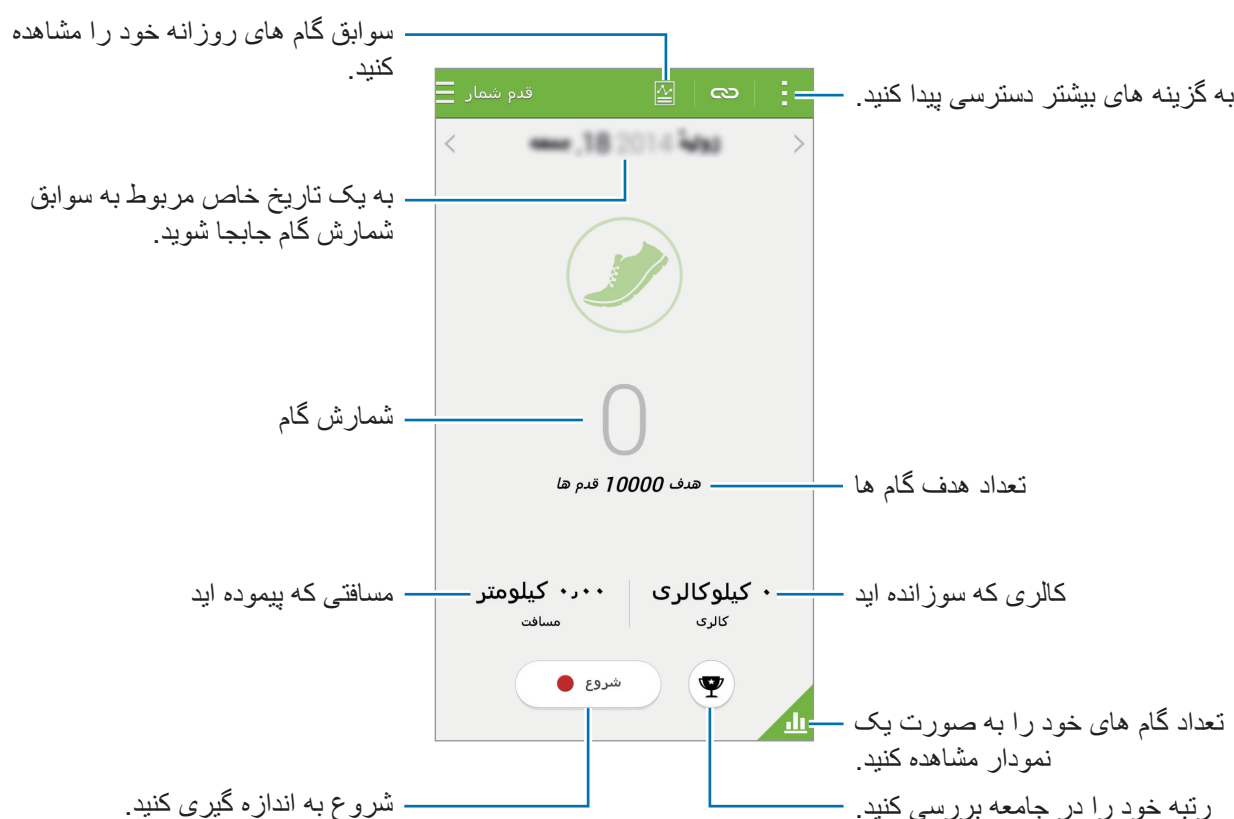 سوابق گام های روزانه خود را مشاهده
کنید.
به گزینه های بیشتر دسترسی پیدا کنید.
قدم شمار
2014 18,
به یک تاریخ خاص مربوط به سوابق
شمارش گام جابجا شوید.
0
شمارش گام
هدف 10000 قدم ها
تعداد هدف گام ها
۰ کیلوکالری
کالری
کالری که سوزانده اید
۰٫۰۰ کیلومتر
مسافت
مسافتی که پیموده اید
شروع
تعداد گام های خود را به صورت یک
نمودار مشاهده کنید.
رتبه خود را در جامعه بررسی کنید.
شروع به اندازه گیری کنید.